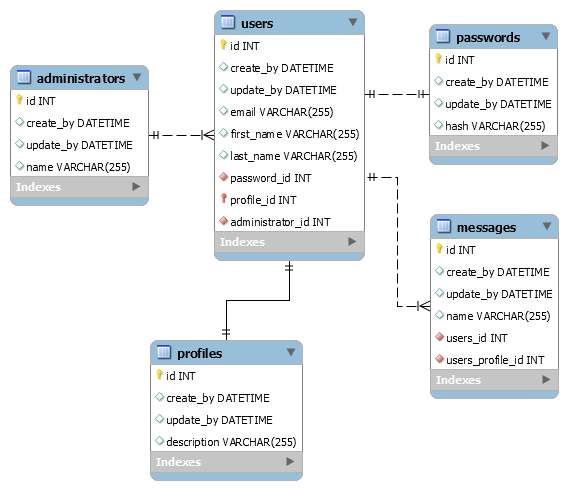 users
id INT
create_by DATETIME
update_by DATETIME
email VARCHAR(255)
first_name VARCHAR(255)
last_name VARCHAR(255)
password_id INT
profile_id INT
administrator_id INT
Indexes
passwords
id INT
create_by DATETIME
update_by DATETIME
hash VARCHAR(255)
Indexes
administrators
id INT
create_by DATETIME
update_by DATETIME
name VARCHAR(255)
Indexes
messages
id INT
create_by DATETIME
update_by DATETIME
name VARCHAR(255)
users_id INT
users_profile_id INT
Indexes
profiles
id INT
create_by DATETIME
update_by DATETIME
description VARCHAR(255)
Indexes